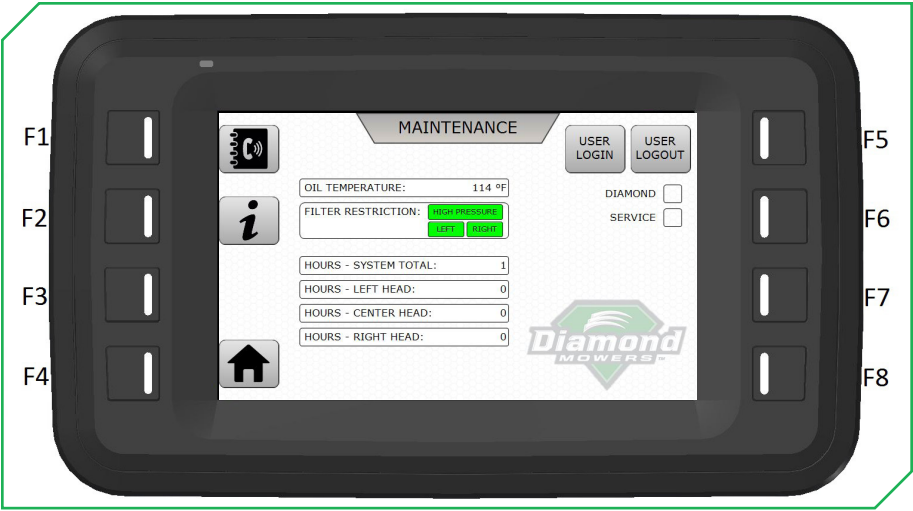 MAINTENANCE
F1
F2
F3
F4
USER LOGIN
USER LOGOUT
DIAMOND
SERVICE
OIL TEMPERATURE: 114 ºF
FILTER RESTRICTION: HIGH PRESSURE
LEFT RIGHT
HOURS - SYSTEM TOTAL: 1
HOURS - LEFT HEAD: 0
HOURS - CENTER HEAD: 0
HOURS - RIGHT HEAD: 0
Diamond
MOWERS™
F5
F6
F7
F8